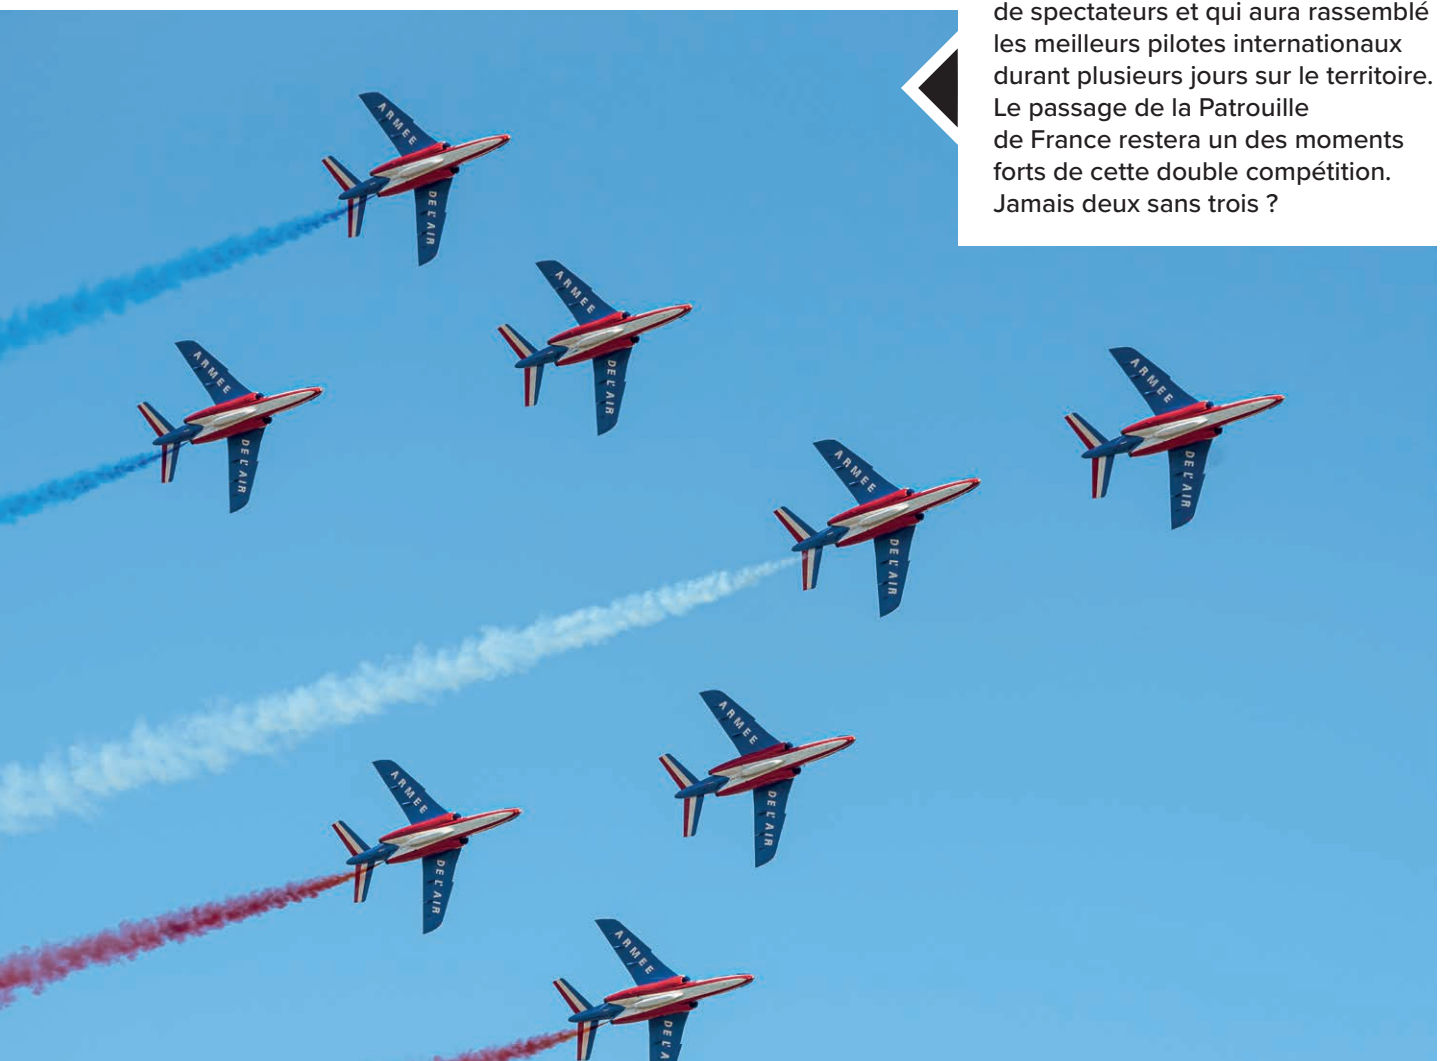 de spectateurs et qui aura rassemblé
les meilleurs pilotes internationaux
durant plusieurs jours sur le territoire.
Le passage de la Patrouille
de France restera un des moments
forts de cette double compétition.
Jamais deux sans trois ?
ARMEE
DE L'AIR
ARMEE
DE L'AIR
ARMEE
DE L'AIR
ARMEE
DE L'AIR
ARMEE
DE L'AIR
ARMEE
DE L'AIR
ARMEE
DE L'AIR
ARMEE
DE L'A